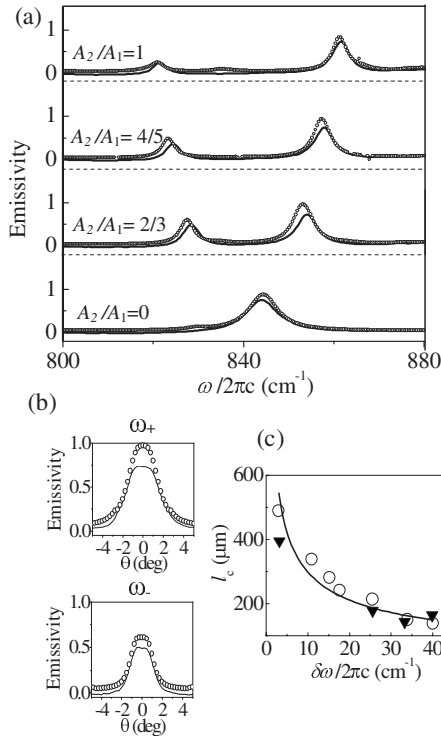 (a)
1
A₂/A₁=1
0
1
A₂/A₁= 4/5
0
1
A₂/A₁ = 2/3
0
1
A₂/A₁=0
0
Emissivity
800 840 880
ω/2πc (cm⁻¹)
(b)
ω₊
1.0
0.5
0.0
Emissivity
-4 -2 0 2 4
θ (deg)
ω₋
1.0
0.5
0.0
Emissivity
-4 -2 0 2 4
θ (deg)
(c)
600
400
200
l_c (μm)
0 10 20 30 40
δω/2πc (cm⁻¹)